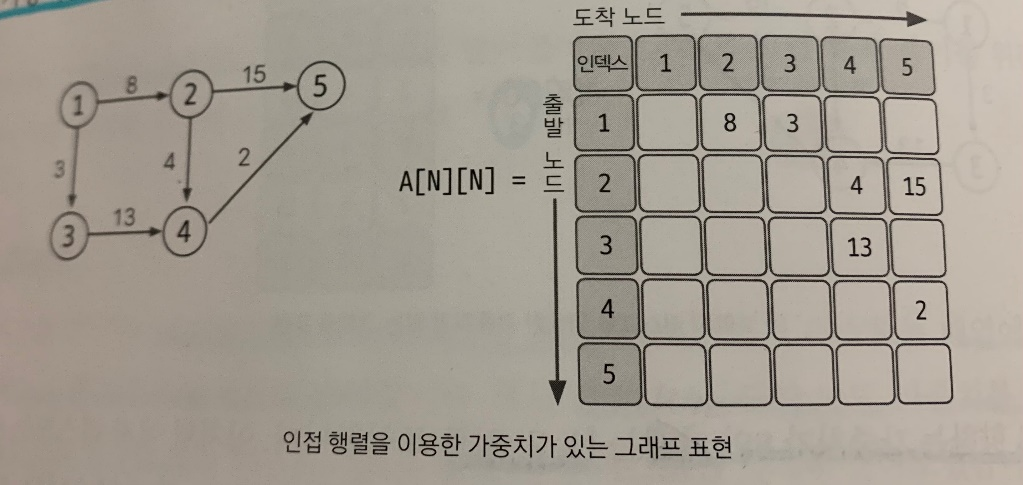 도착 노드
인덱스 1 2 3 4 5
출발 노드
1 8 3
2 4 15
3 13
4 2
5
A[N][N] =
1 8 2 15 5
3 4 2
3 13 4
인접 행렬을 이용한 가중치가 있는 그래프 표현